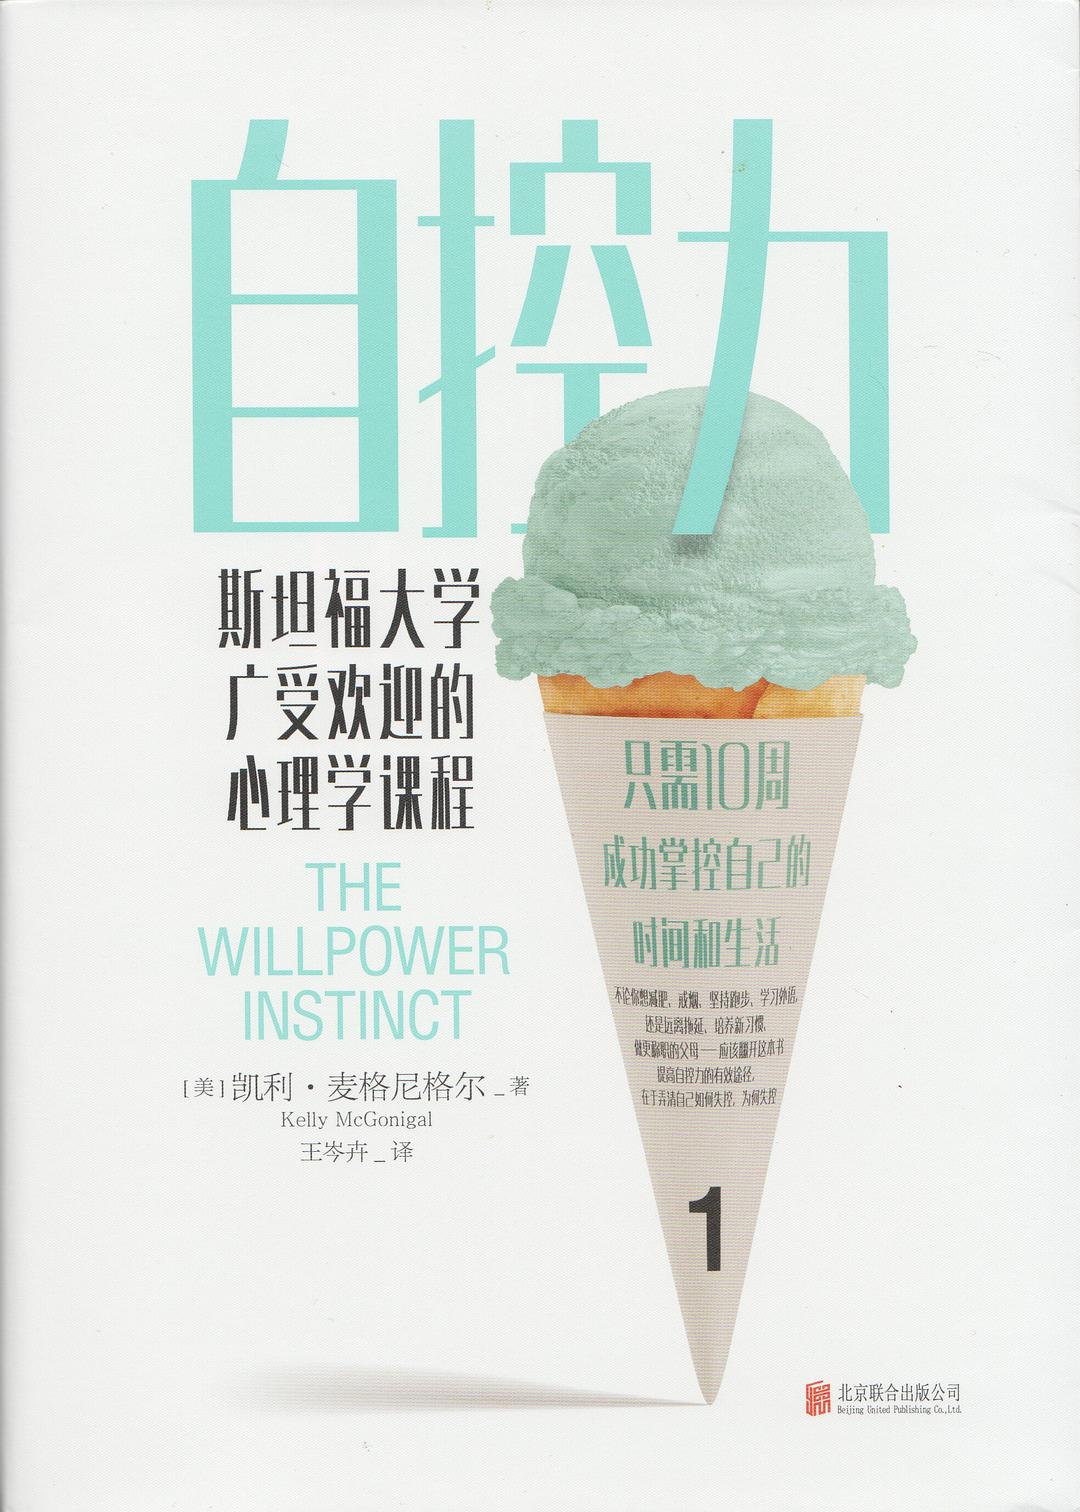 自控力
斯坦福大学
广受欢迎的
心理学课程
THE
WILLPOWER
INSTINCT
[美]凯利·麦格尼格尔_著
Kelly McGonigal
王岑卉_译
只需10周
成功掌控自己的
时间和生活
不论你想减肥、戒烟、坚持跑步、学习外语,
还是远离拖延、培养新习惯,
做更称职的父母——应该翻开这本书
提高自控力的有效途径,
在于弄清自己如何失控,为何失控
1
北京联合出版公司
Beijing United Publishing Co.,Ltd.